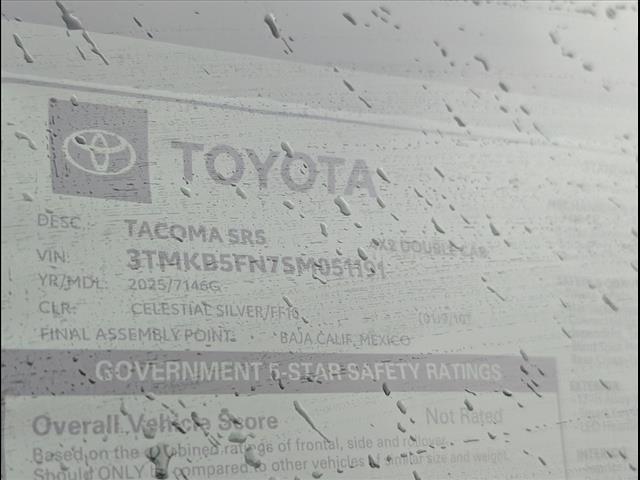 TOYOTA
DESC. TACOMA SR5 4X2 DOUBLE CAB
VIN: 3TMKB5FN7SM051191
YR/MDL: 2025/7146G
CLR: CELESTIAL SILVER/FF10
FINAL ASSEMBLY POINT: BAJA CALIF, MEXICO
GOVERNMENT 5-STAR SAFETY RATINGS
Overall Vehicle Score Not Rated
Based on the combined ratings of frontal, side and rollover.
Should ONLY be compared to other vehicles of similar size and weight.